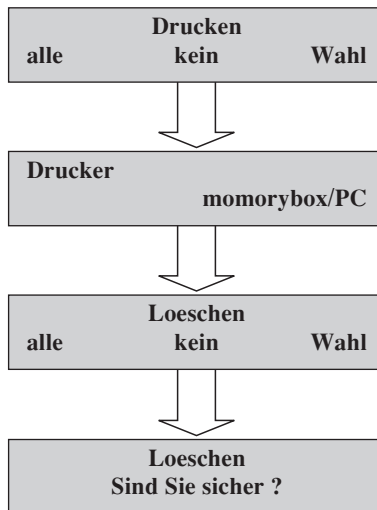 Drucken
alle kein Wahl
Drucker
momorybox/PC
Loeschen
alle kein Wahl
Loeschen
Sind Sie sicher ?